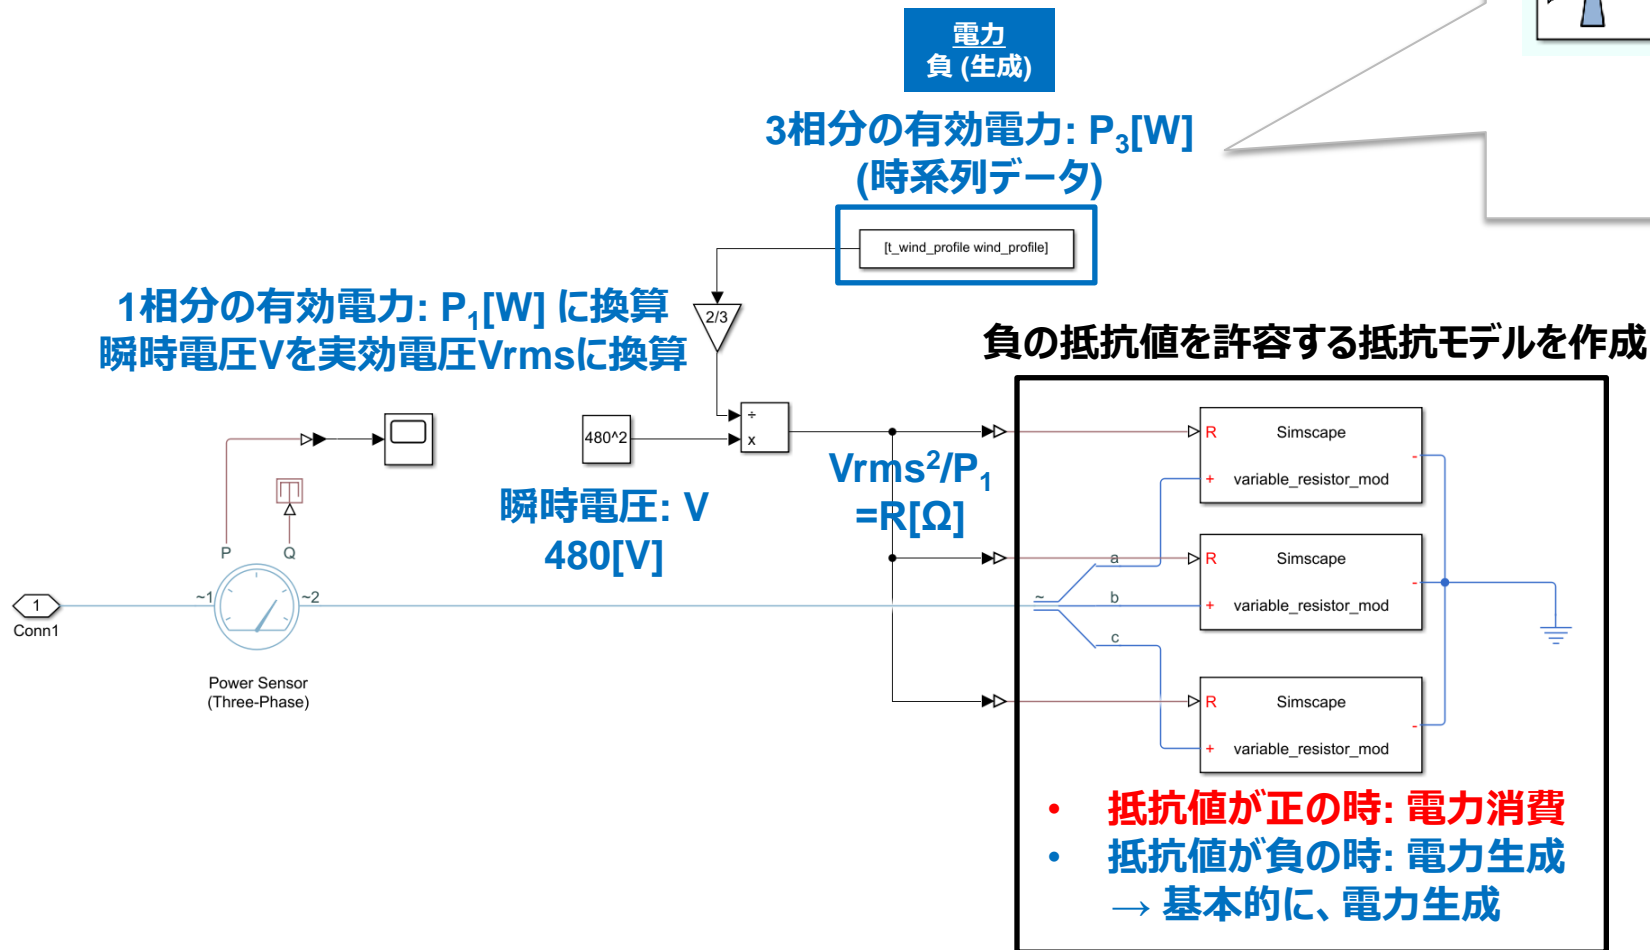 電力
負 (生成)
3相分の有効電力: P3[W]
(時系列データ)
[t_wind_profile wind_profile]
1相分の有効電力: P1[W] に換算
瞬時電圧Vを実効電圧Vrmsに換算
2/3
負の抵抗値を許容する抵抗モデルを作成
480^2
÷
x
瞬時電圧: V
480[V]
Vrms2/P1
=R[Ω]
R
Simscape
-
+
variable_resistor_mod
R
Simscape
-
+
variable_resistor_mod
R
Simscape
-
+
variable_resistor_mod
~
a
b
c
P
Q
~1
~2
1
Conn1
Power Sensor
(Three-Phase)
• 抵抗値が正の時: 電力消費
• 抵抗値が負の時: 電力生成
→ 基本的に、電力生成